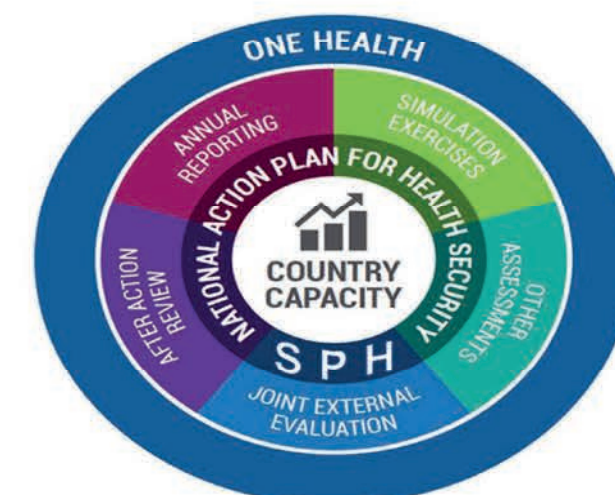 ONE HEALTH
ANNUAL
REPORTING
SIMULATION
EXERCISES
NATIONAL ACTION PLAN FOR HEALTH SECURITY
COUNTRY
CAPACITY
AFTER ACTION
REVIEW
OTHER
ASSESSMENTS
SPH
JOINT EXTERNAL
EVALUATION